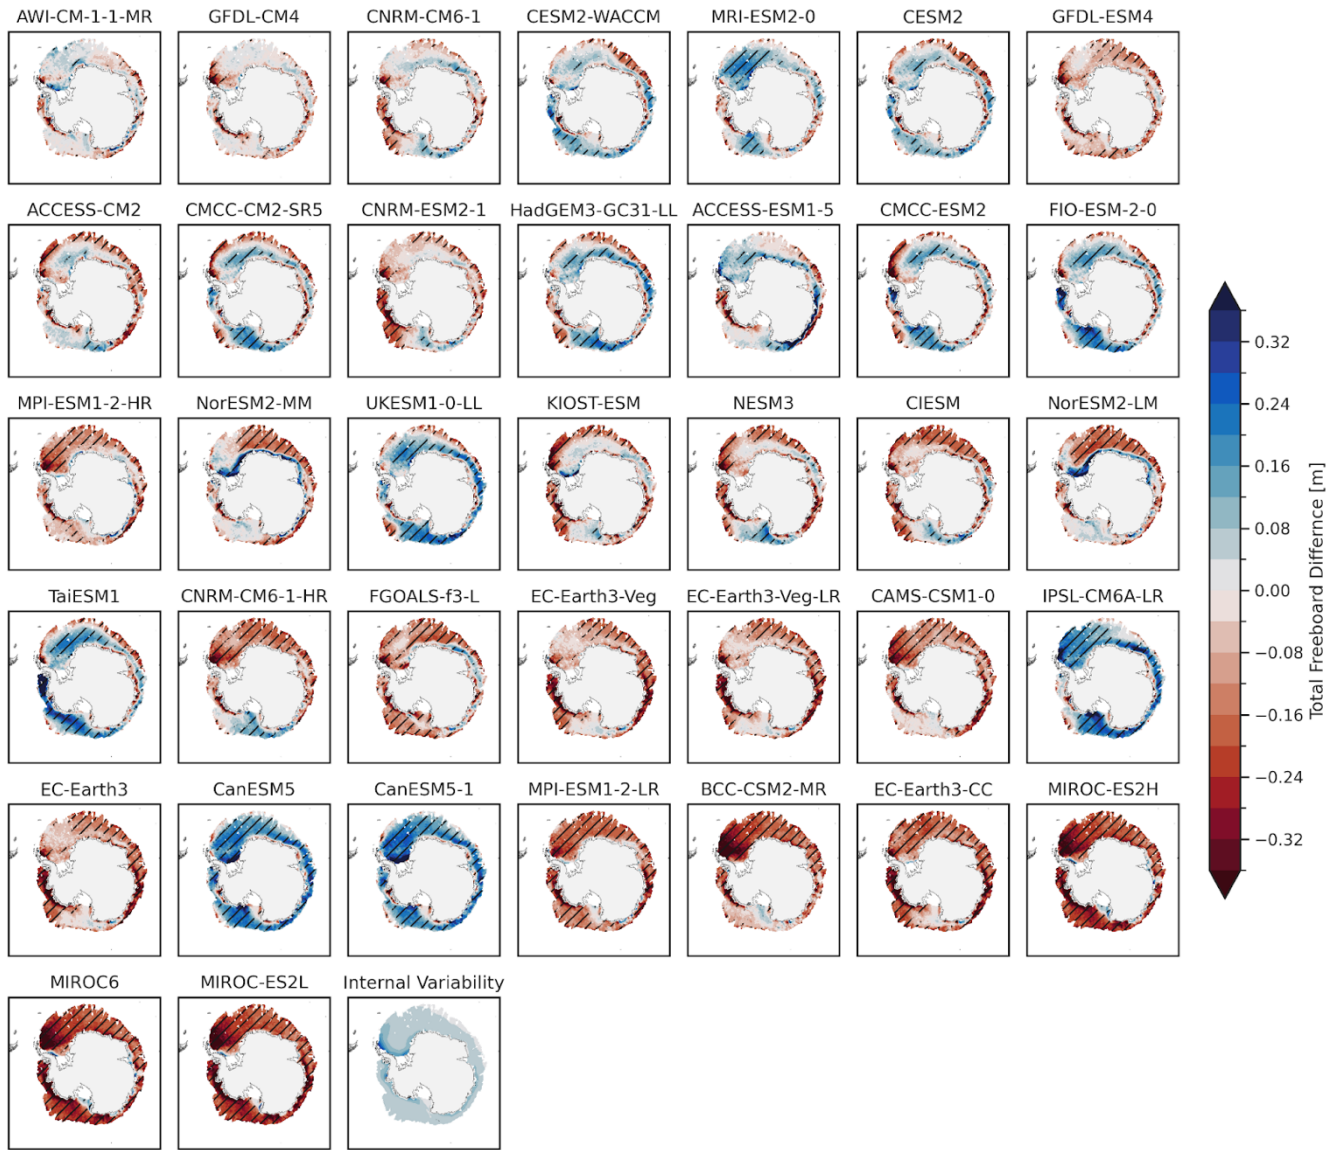 AWI-CM-1-1-MR GFDL-CM4 CNRM-CM6-1 CESM2-WACCM MRI-ESM2-0 CESM2 GFDL-ESM4
ACCESS-CM2 CMCC-CM2-SR5 CNRM-ESM2-1 HadGEM3-GC31-LL ACCESS-ESM1-5 CMCC-ESM2 FIO-ESM-2-0
MPI-ESM1-2-HR NorESM2-MM UKESM1-0-LL KIOST-ESM NESM3 CIESM NorESM2-LM
TaiESM1 CNRM-CM6-1-HR FGOALS-f3-L EC-Earth3-Veg EC-Earth3-Veg-LR CAMS-CSM1-0 IPSL-CM6A-LR
EC-Earth3 CanESM5 CanESM5-1 MPI-ESM1-2-LR BCC-CSM2-MR EC-Earth3-CC MIROC-ES2H
MIROC6 MIROC-ES2L Internal Variability
0.32
0.24
0.16
0.08
0.00
−0.08
−0.16
−0.24
−0.32
Total Freeboard Differnce [m]